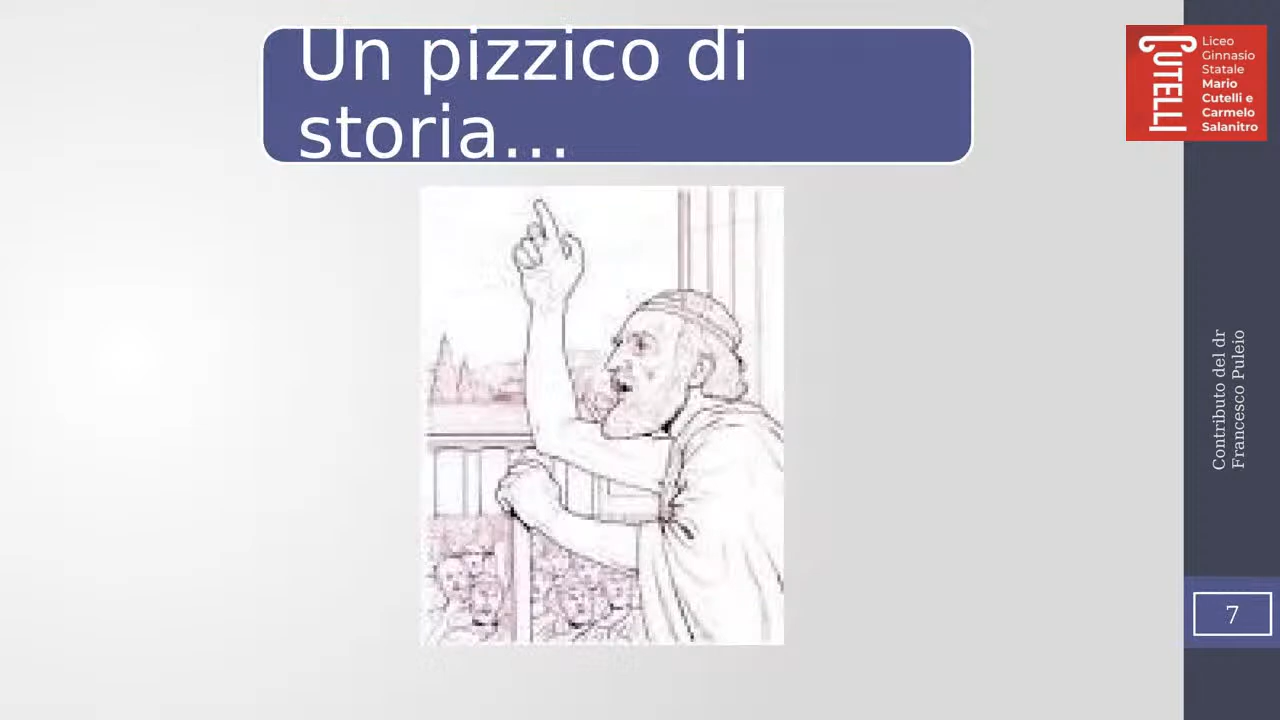 Un pizzico di
storia...
CUTELLI
Liceo
Ginnasio
Statale
Mario
Cutelli e
Carmelo
Salanitro
Contributo del dr
Francesco Puleio
7